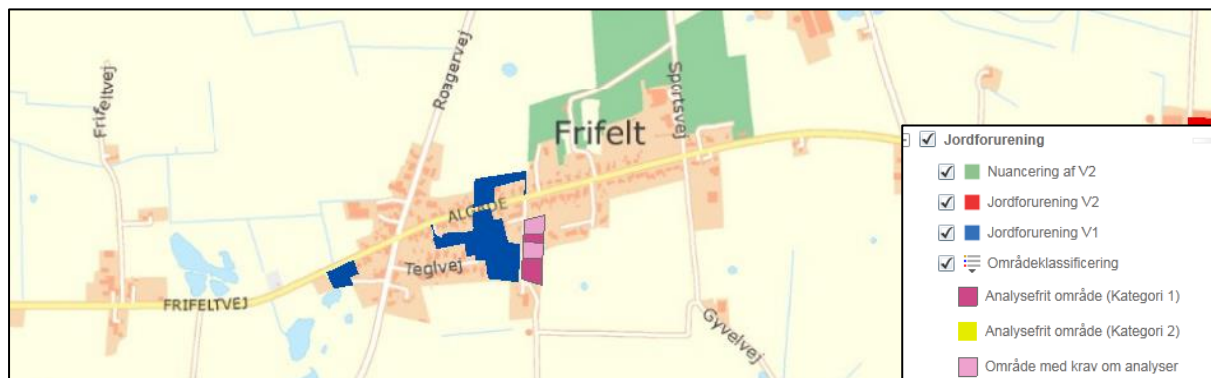 Frifeltvej
Roagervej
Sportsvej
Frifelt
ALGADE
Teglvej
FRIFELTVEJ
Gyvelvej
Jordforurening
Nuancering af V2
Jordforurening V2
Jordforurening V1
Områdeklassificering
Analysefrit område (Kategori 1)
Analysefrit område (Kategori 2)
Område med krav om analyser